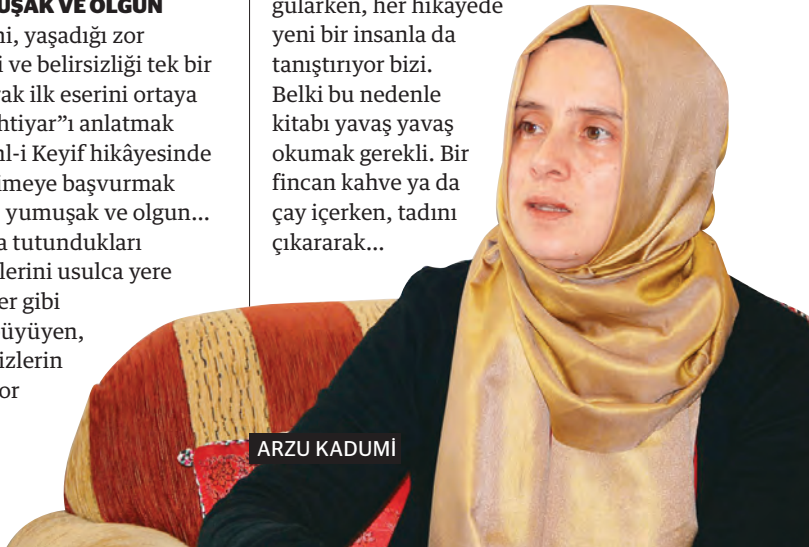 UŞAK VE OLGUN
ni, yaşadığı zor
i ve belirsizliği tek bir
rak ilk eserini ortaya
htiyar”ı anlatmak
hl-i Keyif hikâyesinde
imeye başvurmak
, yumuşak ve olgun...
a tutundukları
lerini usulca yere
er gibi
üyüyen,
izlerin
or
gularken, her hikâyede
yeni bir insanla da
tanıştırıyor bizi.
Belki bu nedenle
kitabı yavaş yavaş
okumak gerekli. Bir
fincan kahve ya da
çay içerken, tadını
çıkararak...
ARZU KADUMİ